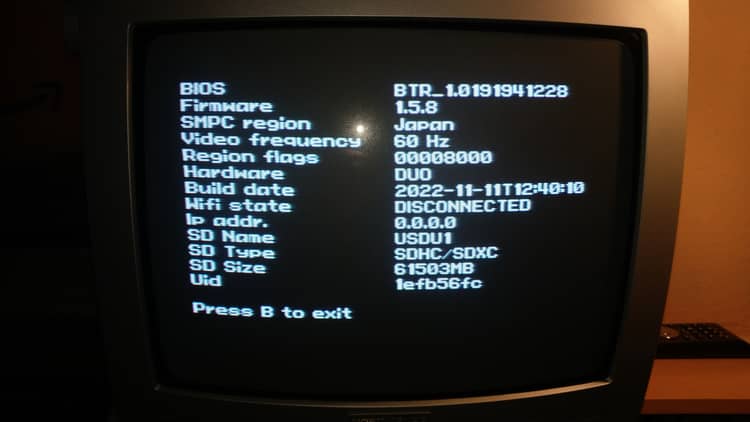 BIOS BTR_1.0191941228
Firmware 1.5.8
SMPC region Japan
Video frequency 60 Hz
Region flags 00008000
Hardware DUO
Build date 2022-11-11T12:40:10
Wifi state DISCONNECTED
Ip addr. 0.0.0.0
SD Name USDU1
SD Type SDHC/SDXC
SD Size 61503MB
Uid 1efb56fc
Press B to exit